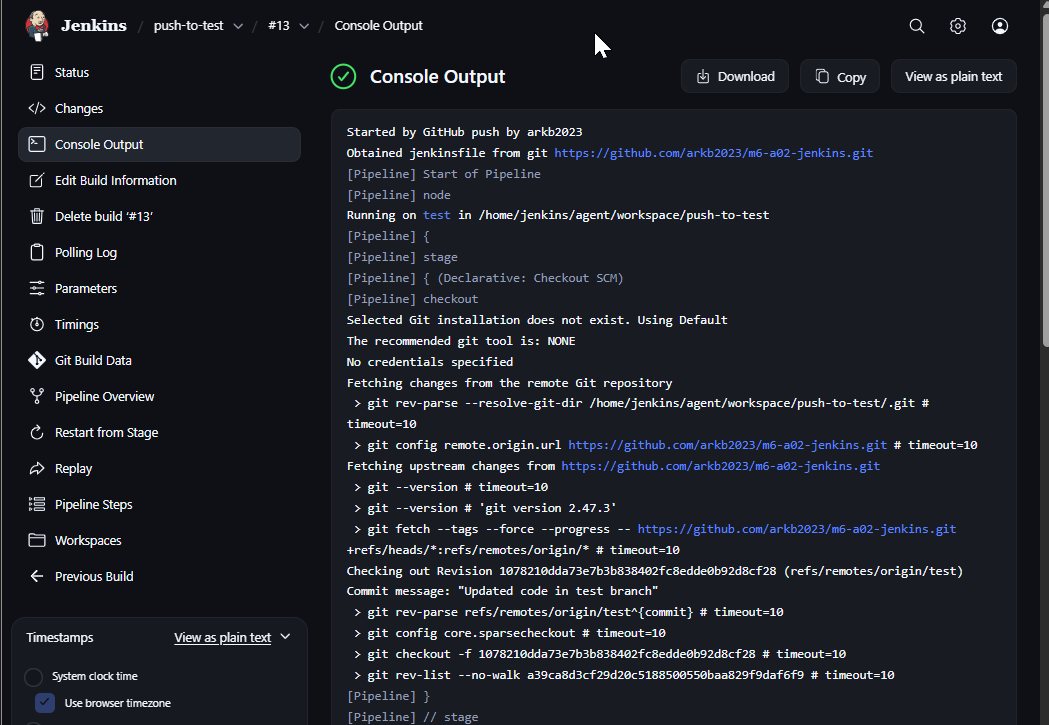 Jenkins / push-to-test / #13 / Console Output
Status
Changes
Console Output
Edit Build Information
Delete build ‘#13’
Polling Log
Parameters
Timings
Git Build Data
Pipeline Overview
Restart from Stage
Replay
Pipeline Steps
Workspaces
Previous Build
Timestamps View as plain text
System clock time
Use browser timezone
Console Output
Download
Copy
View as plain text
Started by GitHub push by arkb2023
Obtained jenkinsfile from git https://github.com/arkb2023/m6-a02-jenkins.git
[Pipeline] Start of Pipeline
[Pipeline] node
Running on test in /home/jenkins/agent/workspace/push-to-test
[Pipeline] {
[Pipeline] stage
[Pipeline] { (Declarative: Checkout SCM)
[Pipeline] checkout
Selected Git installation does not exist. Using Default
The recommended git tool is: NONE
No credentials specified
Fetching changes from the remote Git repository
> git rev-parse --resolve-git-dir /home/jenkins/agent/workspace/push-to-test/.git #
timeout=10
> git config remote.origin.url https://github.com/arkb2023/m6-a02-jenkins.git # timeout=10
Fetching upstream changes from https://github.com/arkb2023/m6-a02-jenkins.git
> git --version # timeout=10
> git --version # 'git version 2.47.3'
> git fetch --tags --force --progress -- https://github.com/arkb2023/m6-a02-jenkins.git
+refs/heads/*:refs/remotes/origin/* # timeout=10
Checking out Revision 1078210dda73e7b3b838402fc8edde0b92d8cf28 (refs/remotes/origin/test)
Commit message: "Updated code in test branch"
> git rev-parse refs/remotes/origin/test^{commit} # timeout=10
> git config core.sparsecheckout # timeout=10
> git checkout -f 1078210dda73e7b3b838402fc8edde0b92d8cf28 # timeout=10
> git rev-list --no-walk a39ca8d3cf29d20c5188500550baa829f9daf6f9 # timeout=10
[Pipeline] }
[Pipeline] // stage